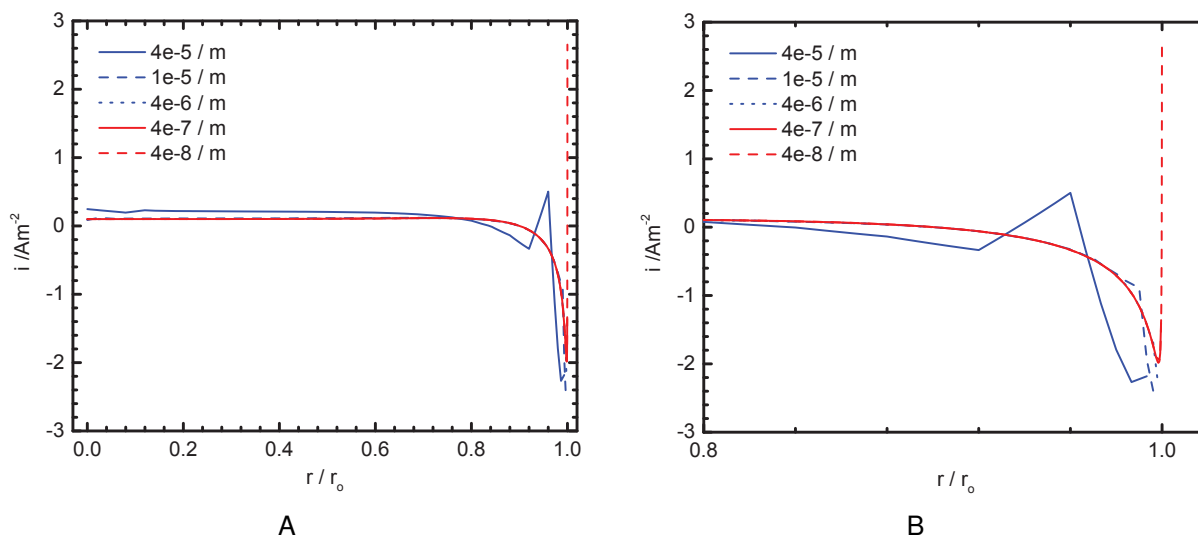 3
2
1
0
-1
-2
-3
i /Am-2
4e-5 / m
1e-5 / m
4e-6 / m
4e-7 / m
4e-8 / m
0.0 0.2 0.4 0.6 0.8 1.0
r / ro
A
3
2
1
0
-1
-2
-3
i /Am-2
4e-5 / m
1e-5 / m
4e-6 / m
4e-7 / m
4e-8 / m
0.8 1.0
r / ro
B